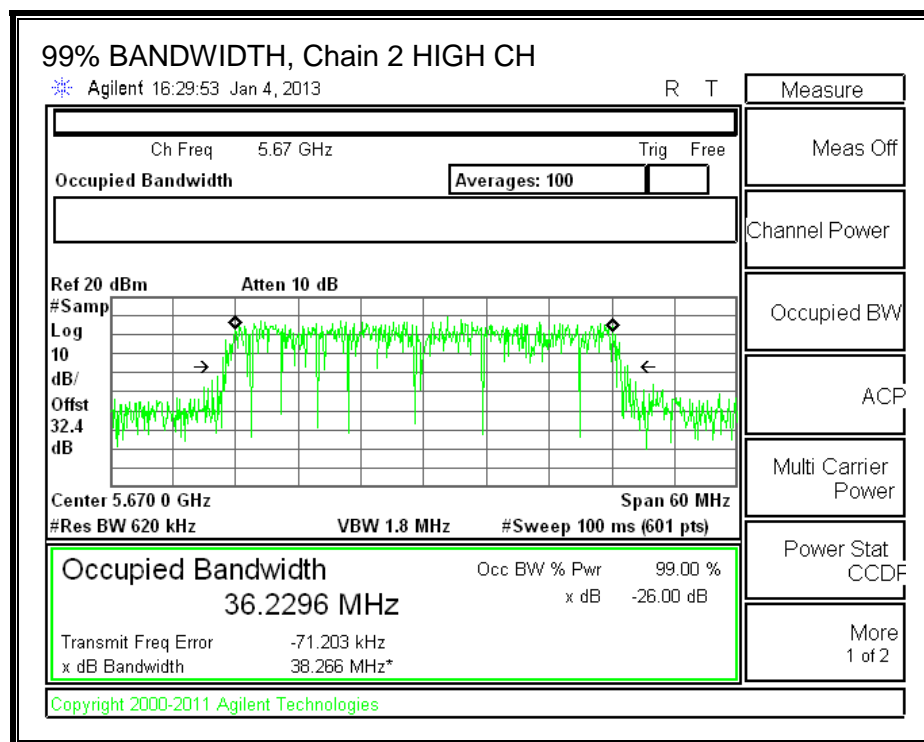 99% BANDWIDTH, Chain 2 HIGH CH
Agilent 16:29:53 Jan 4, 2013 R T
Measure
Ch Freq 5.67 GHz Trig Free
Occupied Bandwidth Averages: 100
Ref 20 dBm Atten 10 dB
#Samp
Log
10
dB/
Offst
32.4
dB
Center 5.670 0 GHz Span 60 MHz
#Res BW 620 kHz VBW 1.8 MHz #Sweep 100 ms (601 pts)
Occupied Bandwidth Occ BW % Pwr 99.00 %
36.2296 MHz x dB -26.00 dB
Transmit Freq Error -71.203 kHz
x dB Bandwidth 38.266 MHz*
Copyright 2000-2011 Agilent Technologies
Meas Off
Channel Power
Occupied BW
ACP
Multi Carrier
Power
Power Stat
CCDF
More
1 of 2